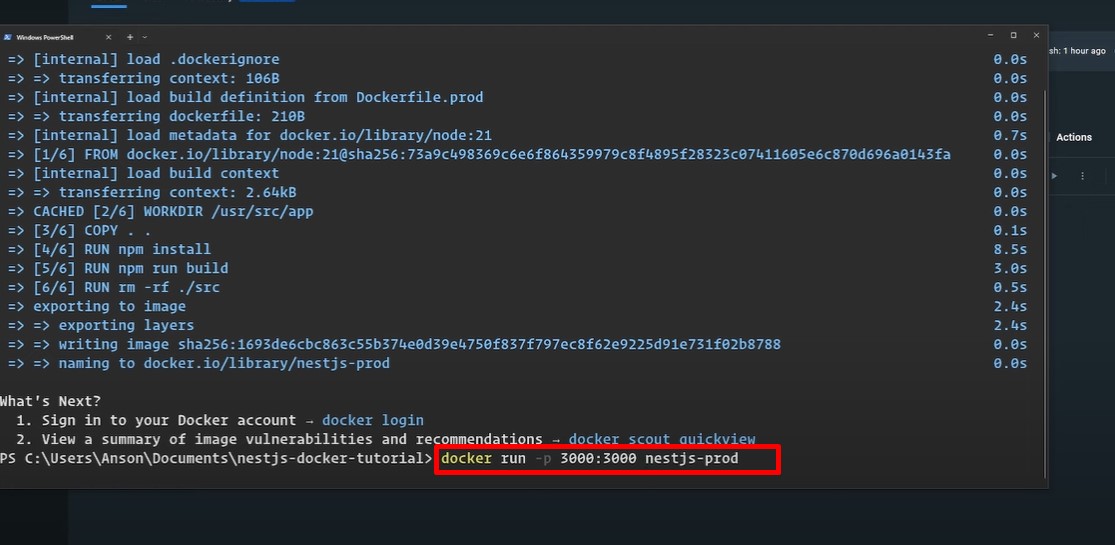 Windows PowerShell
sh: 1 hour ago
Actions
=> [internal] load .dockerignore 0.0s
=> => transferring context: 106B 0.0s
=> [internal] load build definition from Dockerfile.prod 0.0s
=> => transferring dockerfile: 210B 0.0s
=> [internal] load metadata for docker.io/library/node:21 0.7s
=> [1/6] FROM docker.io/library/node:21@sha256:73a9c498369c6e6f864359979c8f4895f28323c07411605e6c870d696a0143fa 0.0s
=> [internal] load build context 0.0s
=> => transferring context: 2.64kB 0.0s
=> CACHED [2/6] WORKDIR /usr/src/app 0.0s
=> [3/6] COPY . . 0.1s
=> [4/6] RUN npm install 8.5s
=> [5/6] RUN npm run build 3.0s
=> [6/6] RUN rm -rf ./src 0.5s
=> exporting to image 2.4s
=> => exporting layers 2.4s
=> => writing image sha256:1693de6cbc863c55b374e0d39e4750f837f797ec8f62e9225d91e731f02b8788 0.0s
=> => naming to docker.io/library/nestjs-prod 0.0s
What's Next?
1. Sign in to your Docker account → docker login
2. View a summary of image vulnerabilities and recommendations → docker scout quickview
PS C:\Users\Anson\Documents\nestjs-docker-tutorial> docker run -p 3000:3000 nestjs-prod